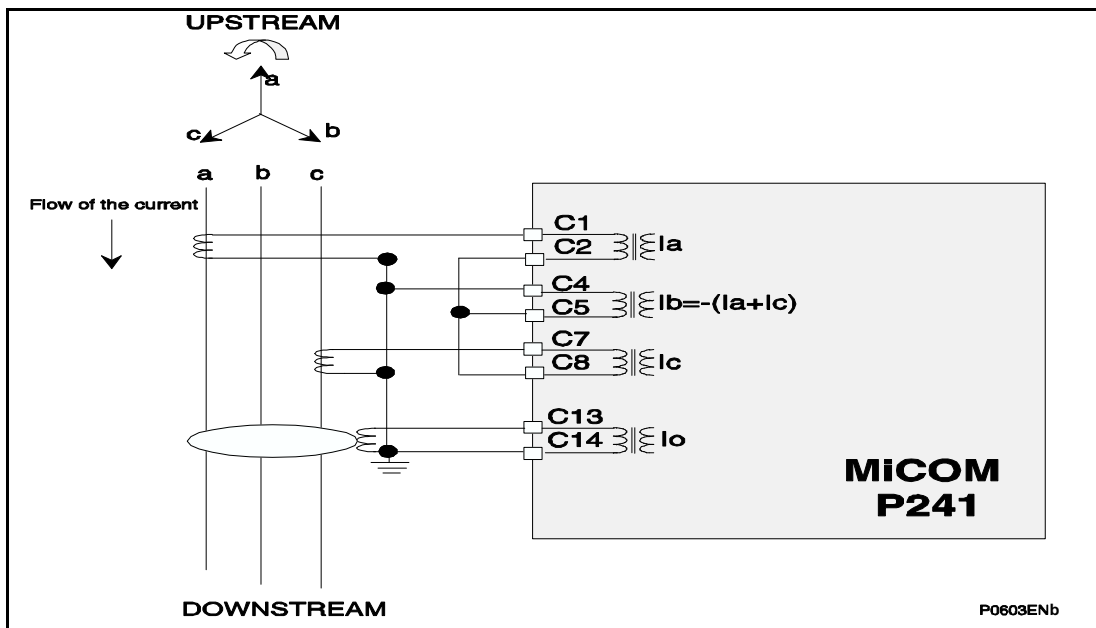 UPSTREAM
a
c
b
a b c
Flow of the current
C1
C2
Ia
C4
C5
Ib=-(Ia+Ic)
C7
C8
Ic
C13
C14
Io
MiCOM
P241
DOWNSTREAM
P0603ENb